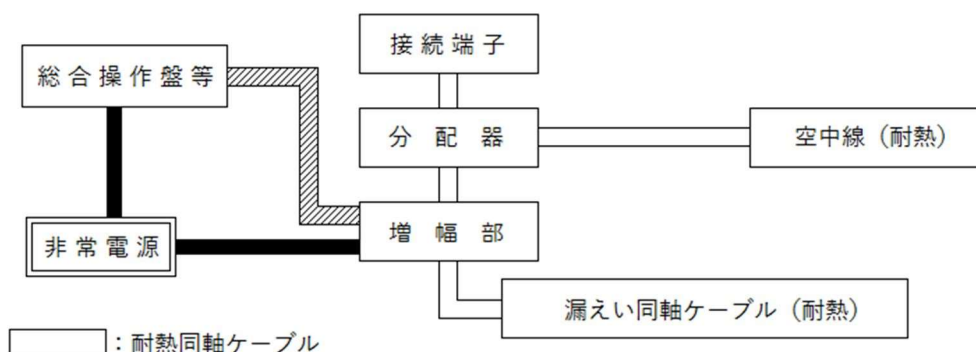 接続端子
総合操作盤等
分配器
空中線（耐熱）
増幅部
非常電源
漏えい同軸ケーブル（耐熱）
：耐熱同軸ケーブル